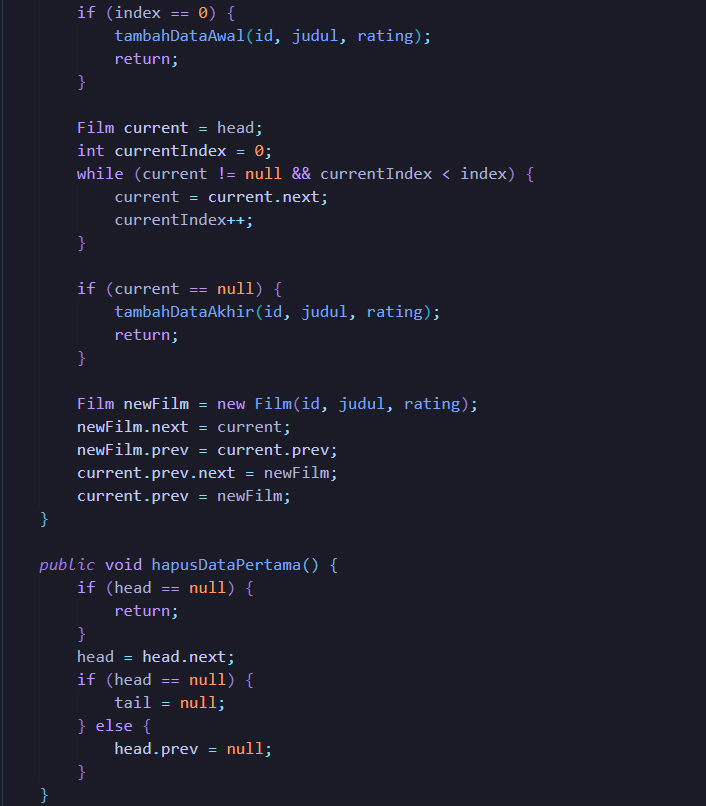 if (index == 0) {
tambahDataAwal(id, judul, rating);
return;
}
Film current = head;
int currentIndex = 0;
while (current != null && currentIndex < index) {
current = current.next;
currentIndex++;
}
if (current == null) {
tambahDataAkhir(id, judul, rating);
return;
}
Film newFilm = new Film(id, judul, rating);
newFilm.next = current;
newFilm.prev = current.prev;
current.prev.next = newFilm;
current.prev = newFilm;
}
public void hapusDataPertama() {
if (head == null) {
return;
}
head = head.next;
if (head == null) {
tail = null;
} else {
head.prev = null;
}
}